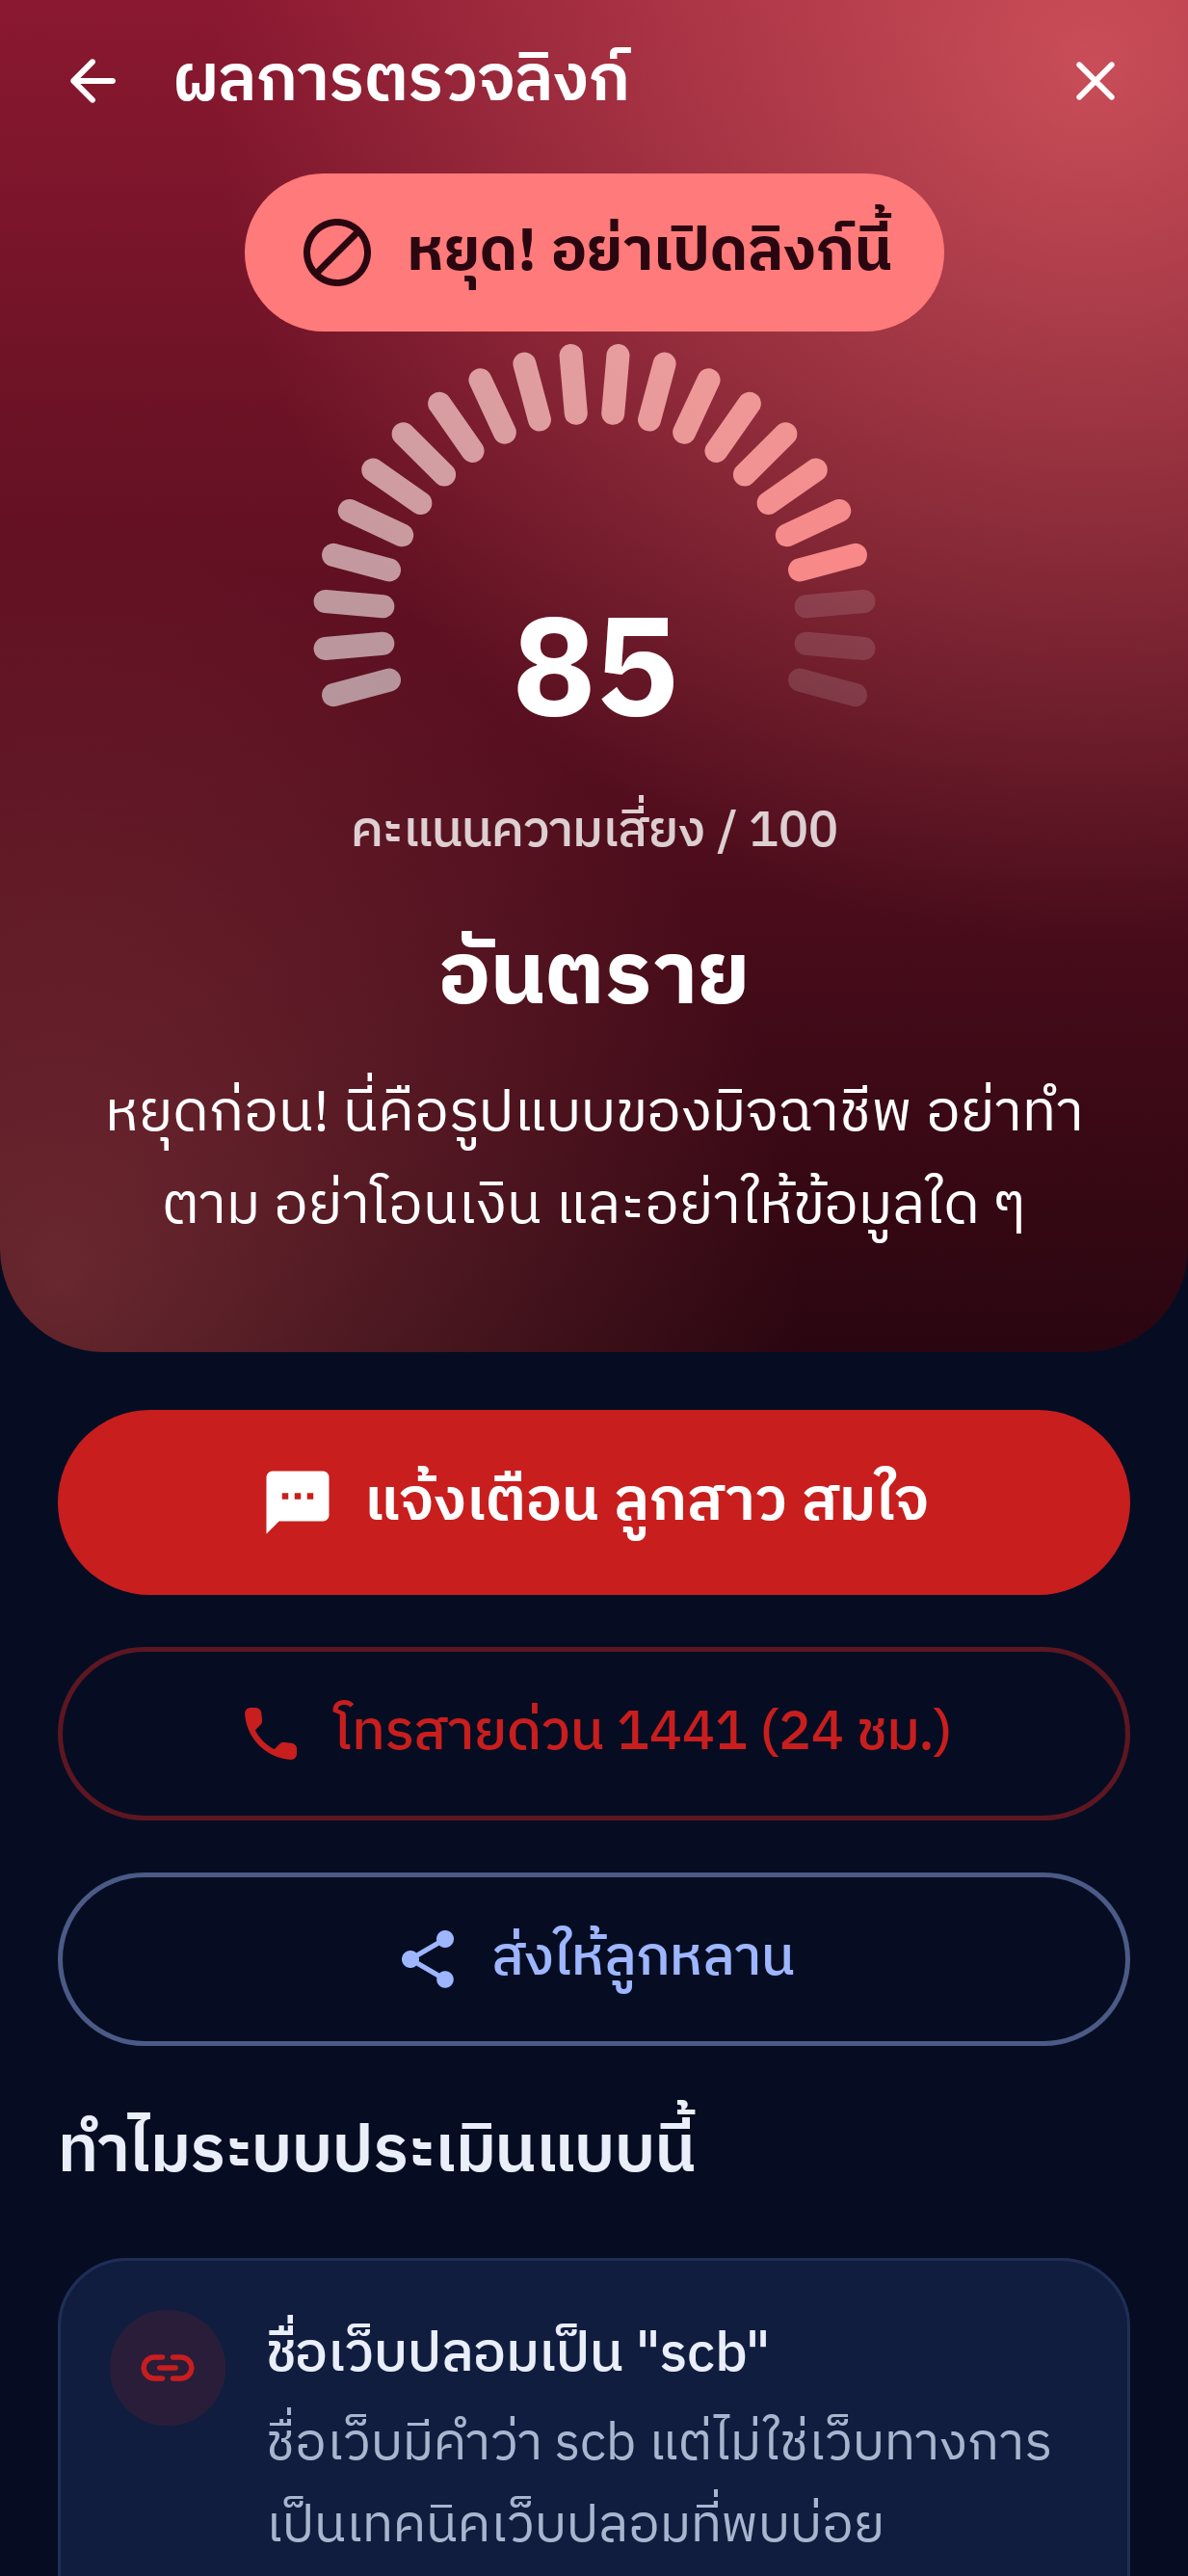 ผลการตรวจลิงก์
หยุด! อย่าเปิดลิงก์นี้
85
คะแนนความเสี่ยง / 100
อันตราย
หยุดก่อน! นี่คือรูปแบบของมิจฉาชีพ อย่าทำ
ตาม อย่าโอนเงิน และอย่าให้ข้อมูลใด ๆ
แจ้งเตือน ลูกสาว สมใจ
โทรสายด่วน 1441 (24 ชม.)
ส่งให้ลูกหลาน
ทำไมระบบประเมินแบบนี้
ชื่อเว็บปลอมเป็น "scb"
ชื่อเว็บมีคำว่า scb แต่ไม่ใช่เว็บทางการ
เป็นเทคนิคเว็บปลอมที่พบบ่อย